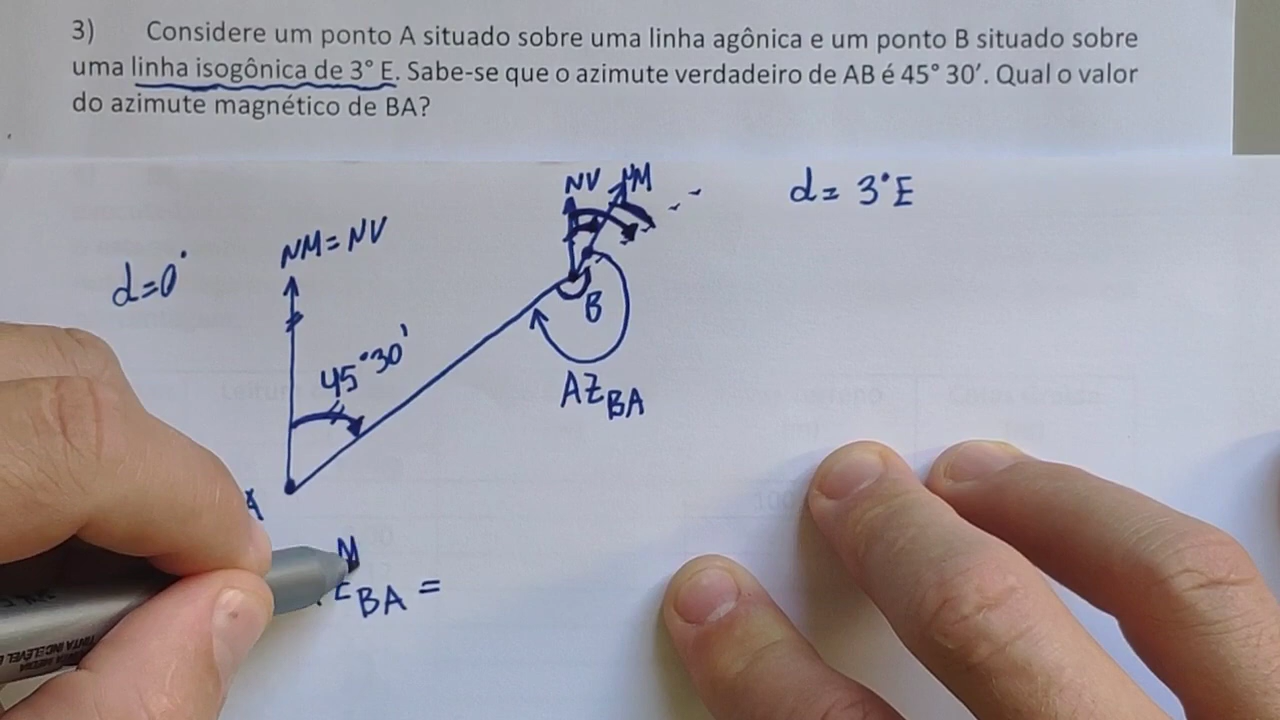 3) Considere um ponto A situado sobre uma linha agônica e um ponto B situado sobre
uma linha isogônica de 3° E. Sabe-se que o azimute verdadeiro de AB é 45° 30′. Qual o valor
do azimute magnético de BA?
NV NM
d= 3°E
NM=NV
d=0°
B
45°30'
AZBA
A
M
ZBA =